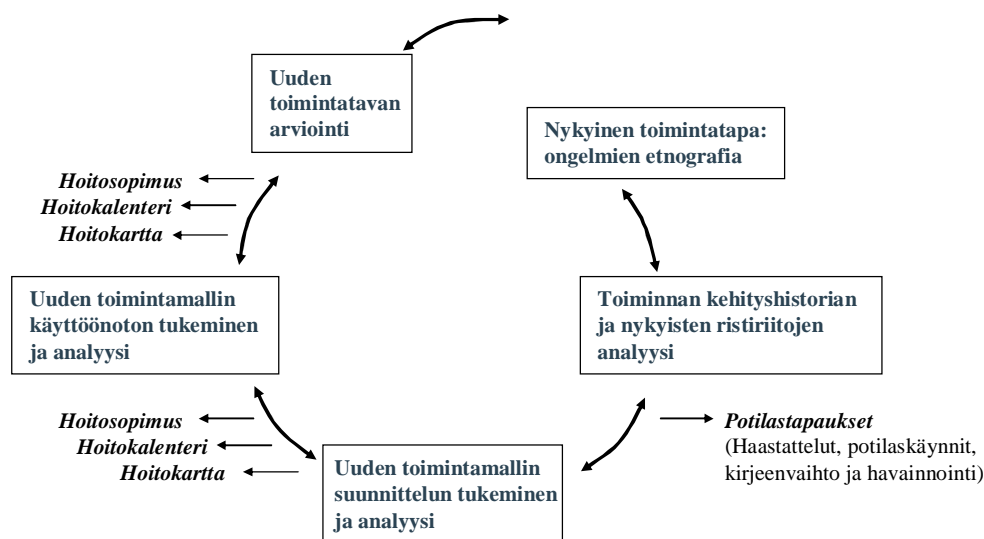 Uuden
toimintatavan
arviointi
Nykyinen toimintatapa:
ongelmien etnografia
Hoitosopimus
Hoitokalenteri
Hoitokartta
Uuden toimintamallin
käyttöönoton tukeminen
ja analyysi
Toiminnan kehityshistorian
ja nykyisten ristiriitojen
analyysi
Hoitosopimus
Hoitokalenteri
Hoitokartta
Uuden toimintamallin
suunnittelun tukeminen
ja analyysi
Potilastapaukset
(Haastattelut, potilaskäynnit,
kirjeenvaihto ja havainnointi)